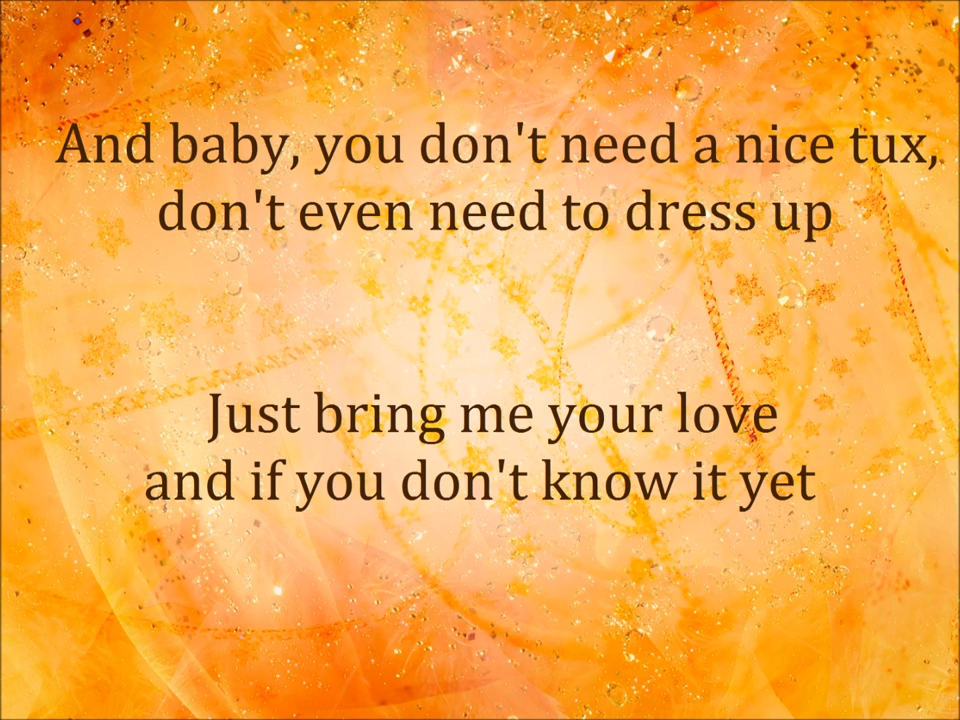 And baby, you don't need a nice tux,
don't even need to dress up
Just bring me your love
and if you don't know it yet